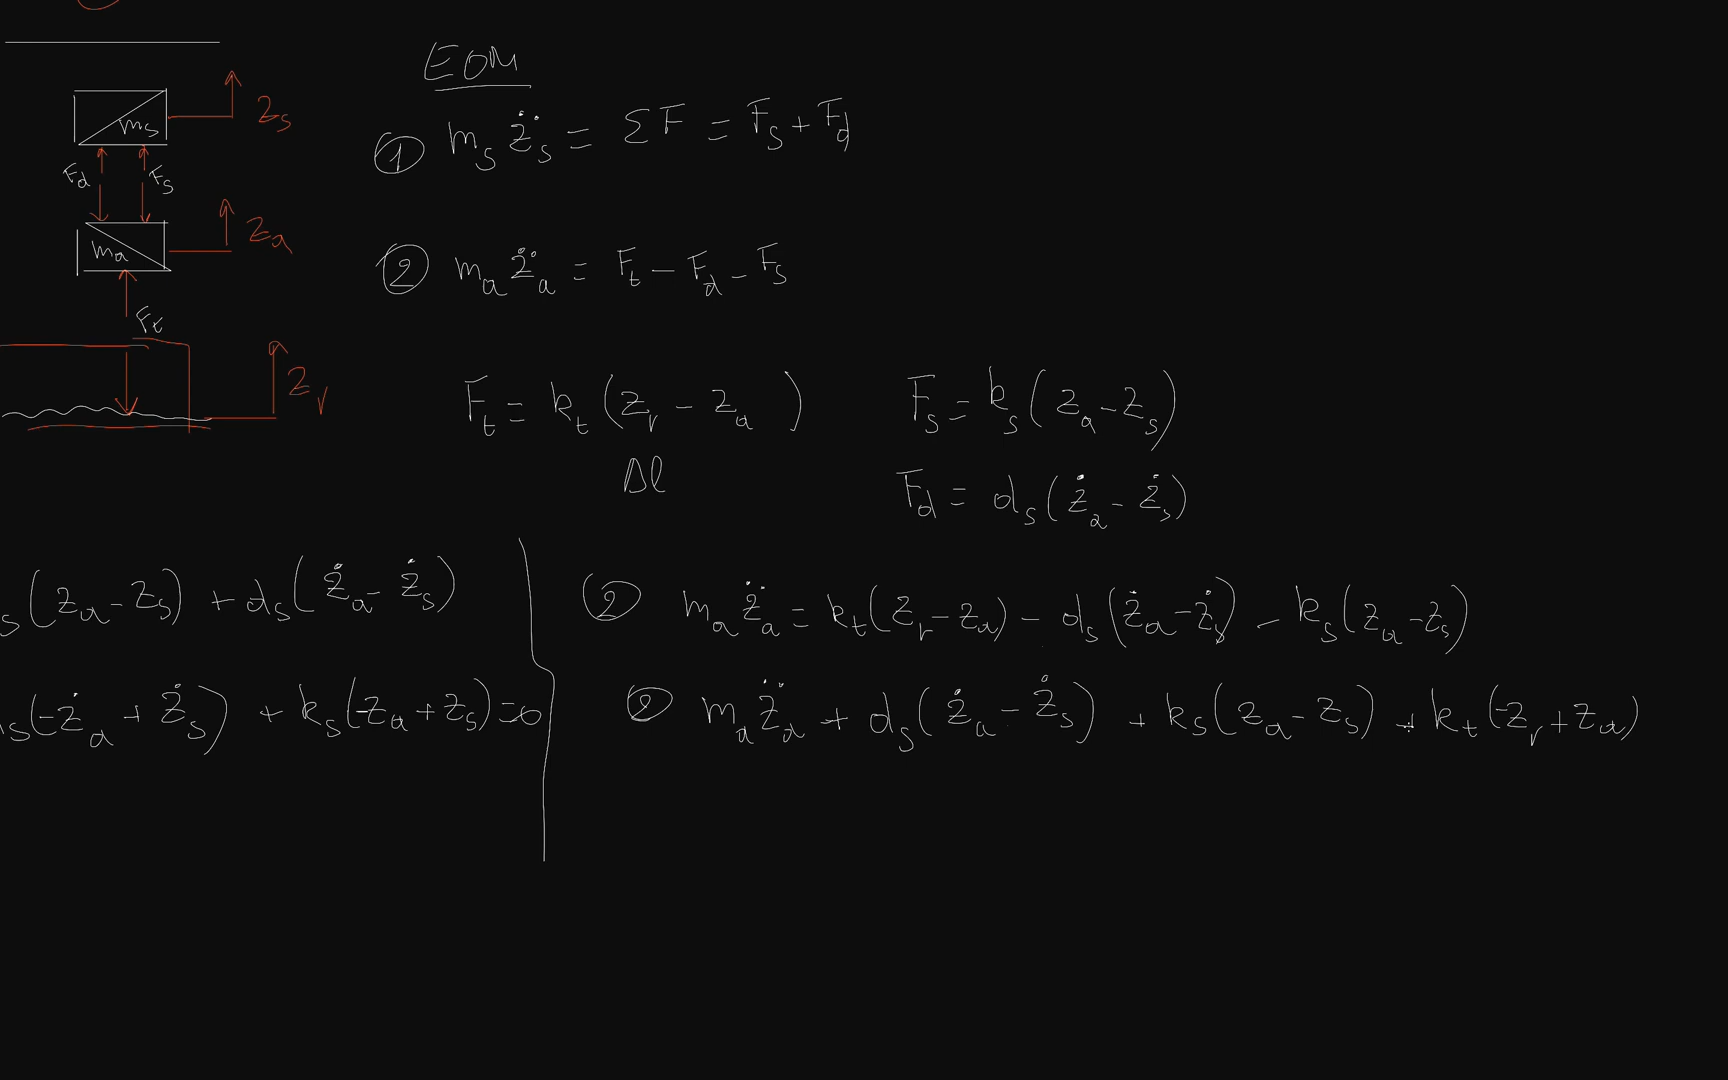 EOM
m_s
z_s
① m_s z̈_s = ΣF = F_s + F_d
F_d F_s
m_a
z_a
② m_a z̈_a = F_t - F_d - F_s
F_t
z_r
F_t = k_t (z_r - z_a)
F_s = k_s (z_a - z_s)
Δl
F_d = d_s (ż_a - ż_s)
s (z_a - z_s) + d_s (ż_a - ż_s)
② m_a z̈_a = k_t (z_r - z_a) - d_s (ż_a - ż_s) - k_s (z_a - z_s)
s (-ż_a + ż_s) + k_s (-z_a + z_s) = 0
② m_a z̈_a + d_s (ż_a - ż_s) + k_s (z_a - z_s) + k_t (-z_r + z_a)